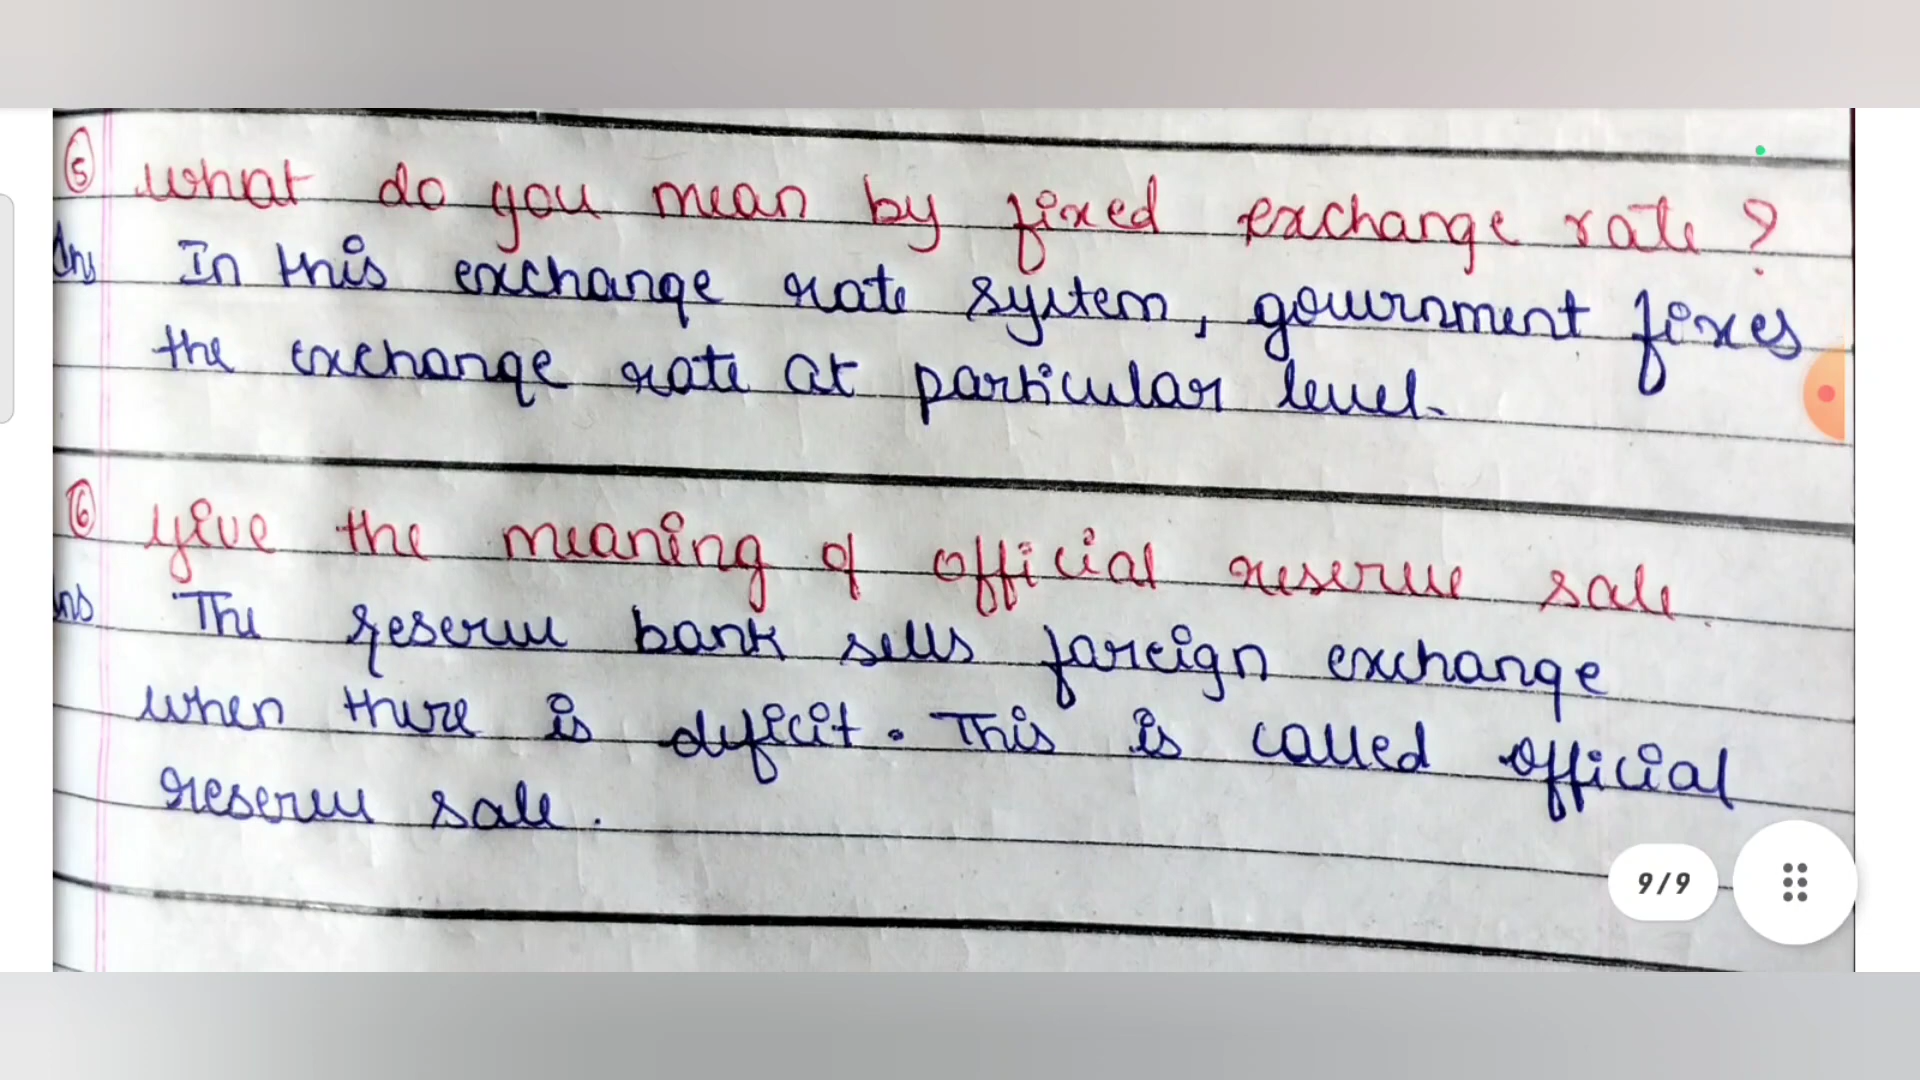 5 What do you mean by fixed exchange rate ?
Ans In this exchange rate system, government fixes
the exchange rate at particular level.
6 Give the meaning of official reserve sale.
Ans The reserve bank sells foreign exchange
when there is deficit. This is called official
reserve sale.
9/9